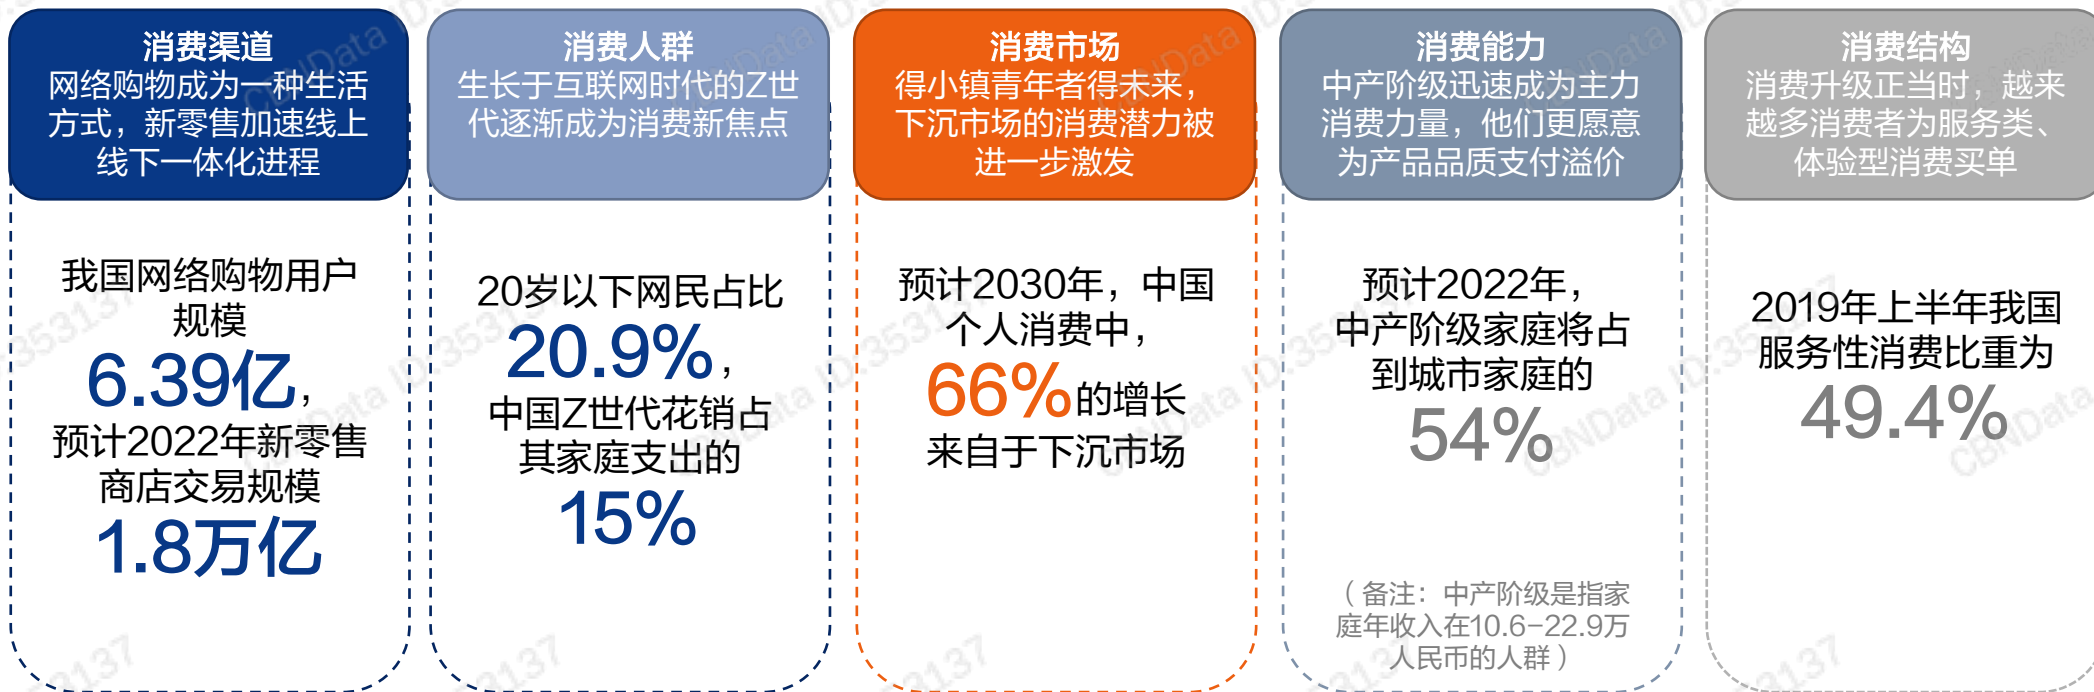 消费渠道
网络购物成为一种生活
方式，新零售加速线上
线下一体化进程
我国网络购物用户
规模
6.39亿，
预计2022年新零售
商店交易规模
1.8万亿
消费人群
生长于互联网时代的Z世
代逐渐成为消费新焦点
20岁以下网民占比
20.9%，
中国Z世代花销占
其家庭支出的
15%
消费市场
得小镇青年者得未来，
下沉市场的消费潜力被
进一步激发
预计2030年，中国
个人消费中，
66%的增长
来自于下沉市场
消费能力
中产阶级迅速成为主力
消费力量，他们更愿意
为产品品质支付溢价
预计2022年，
中产阶级家庭将占
到城市家庭的
54%
（备注：中产阶级是指家
庭年收入在10.6-22.9万
人民币的人群）
消费结构
消费升级正当时，越来
越多消费者为服务类、
体验型消费买单
2019年上半年我国
服务性消费比重为
49.4%
CBNData ID:353137